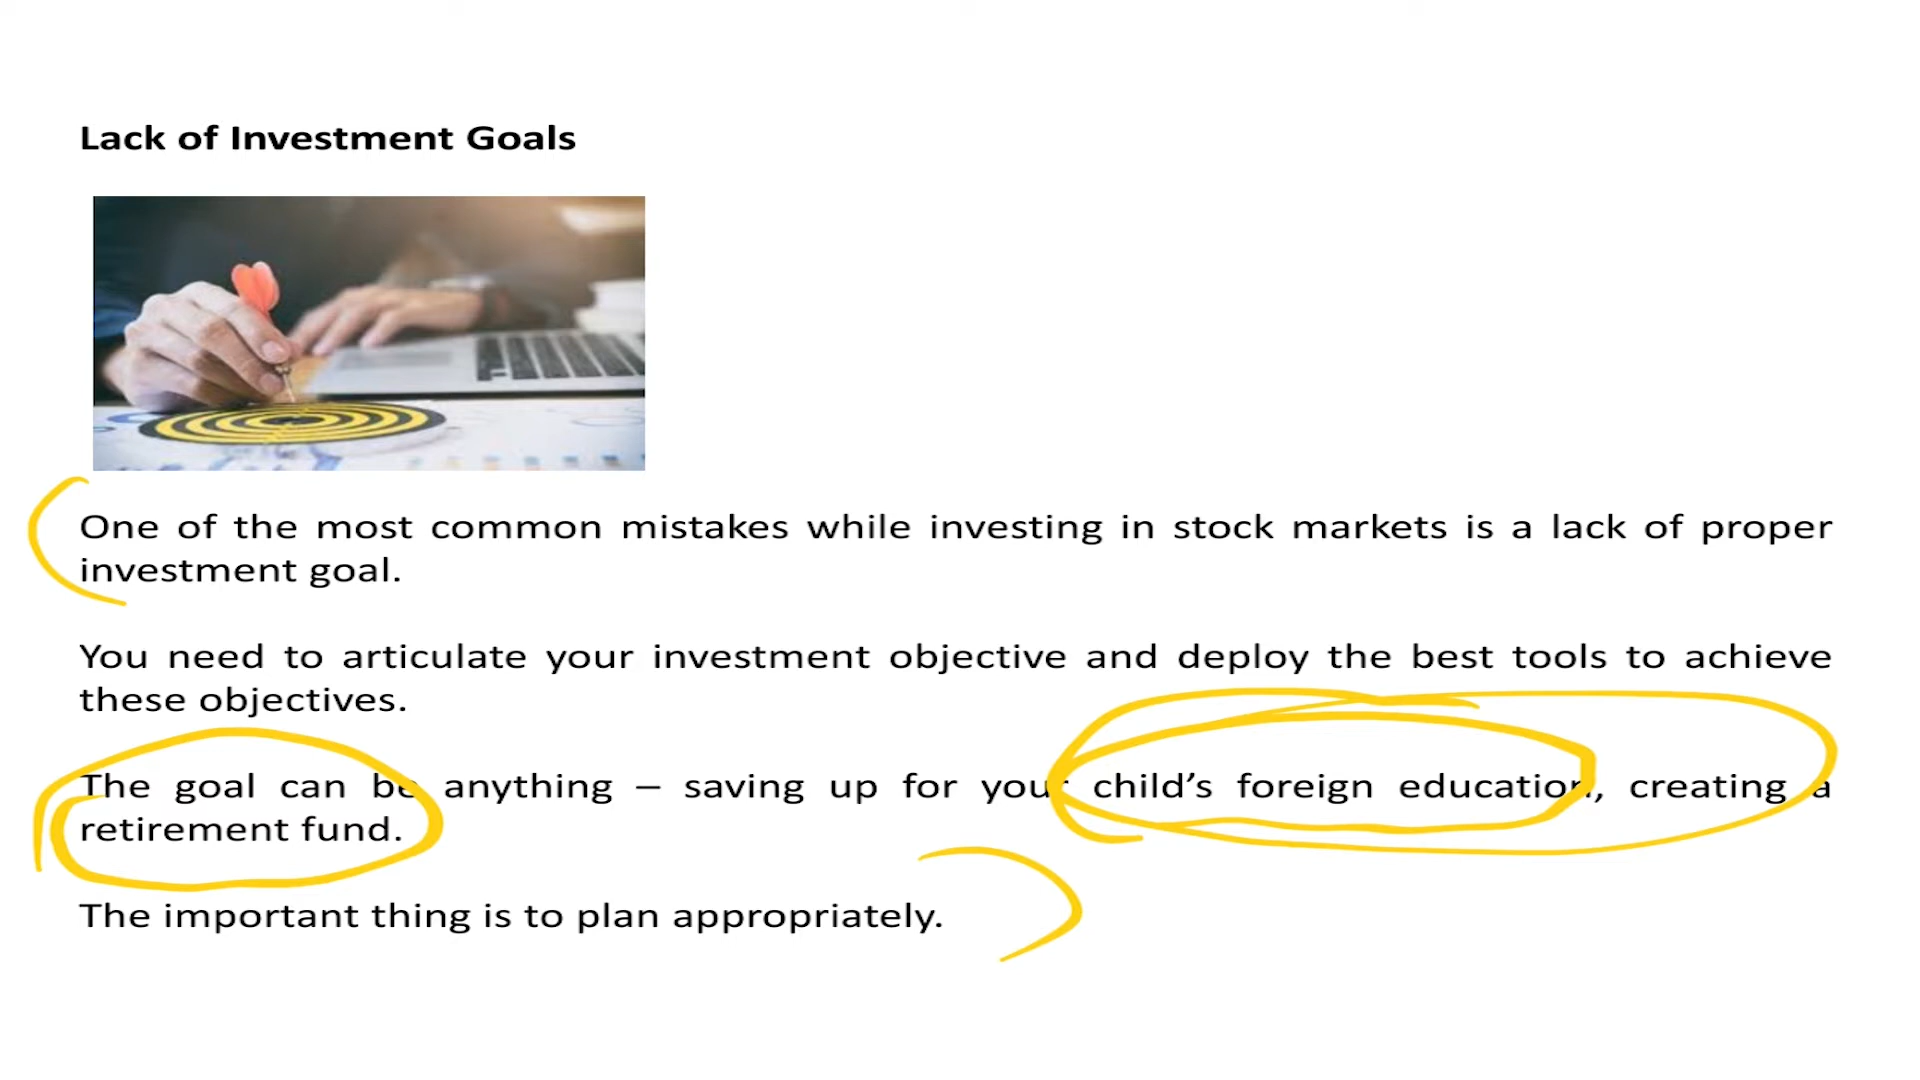 Lack of Investment Goals
One of the most common mistakes while investing in stock markets is a lack of proper
investment goal.
You need to articulate your investment objective and deploy the best tools to achieve
these objectives.
The goal can be anything – saving up for your child’s foreign education, creating a
retirement fund.
The important thing is to plan appropriately.